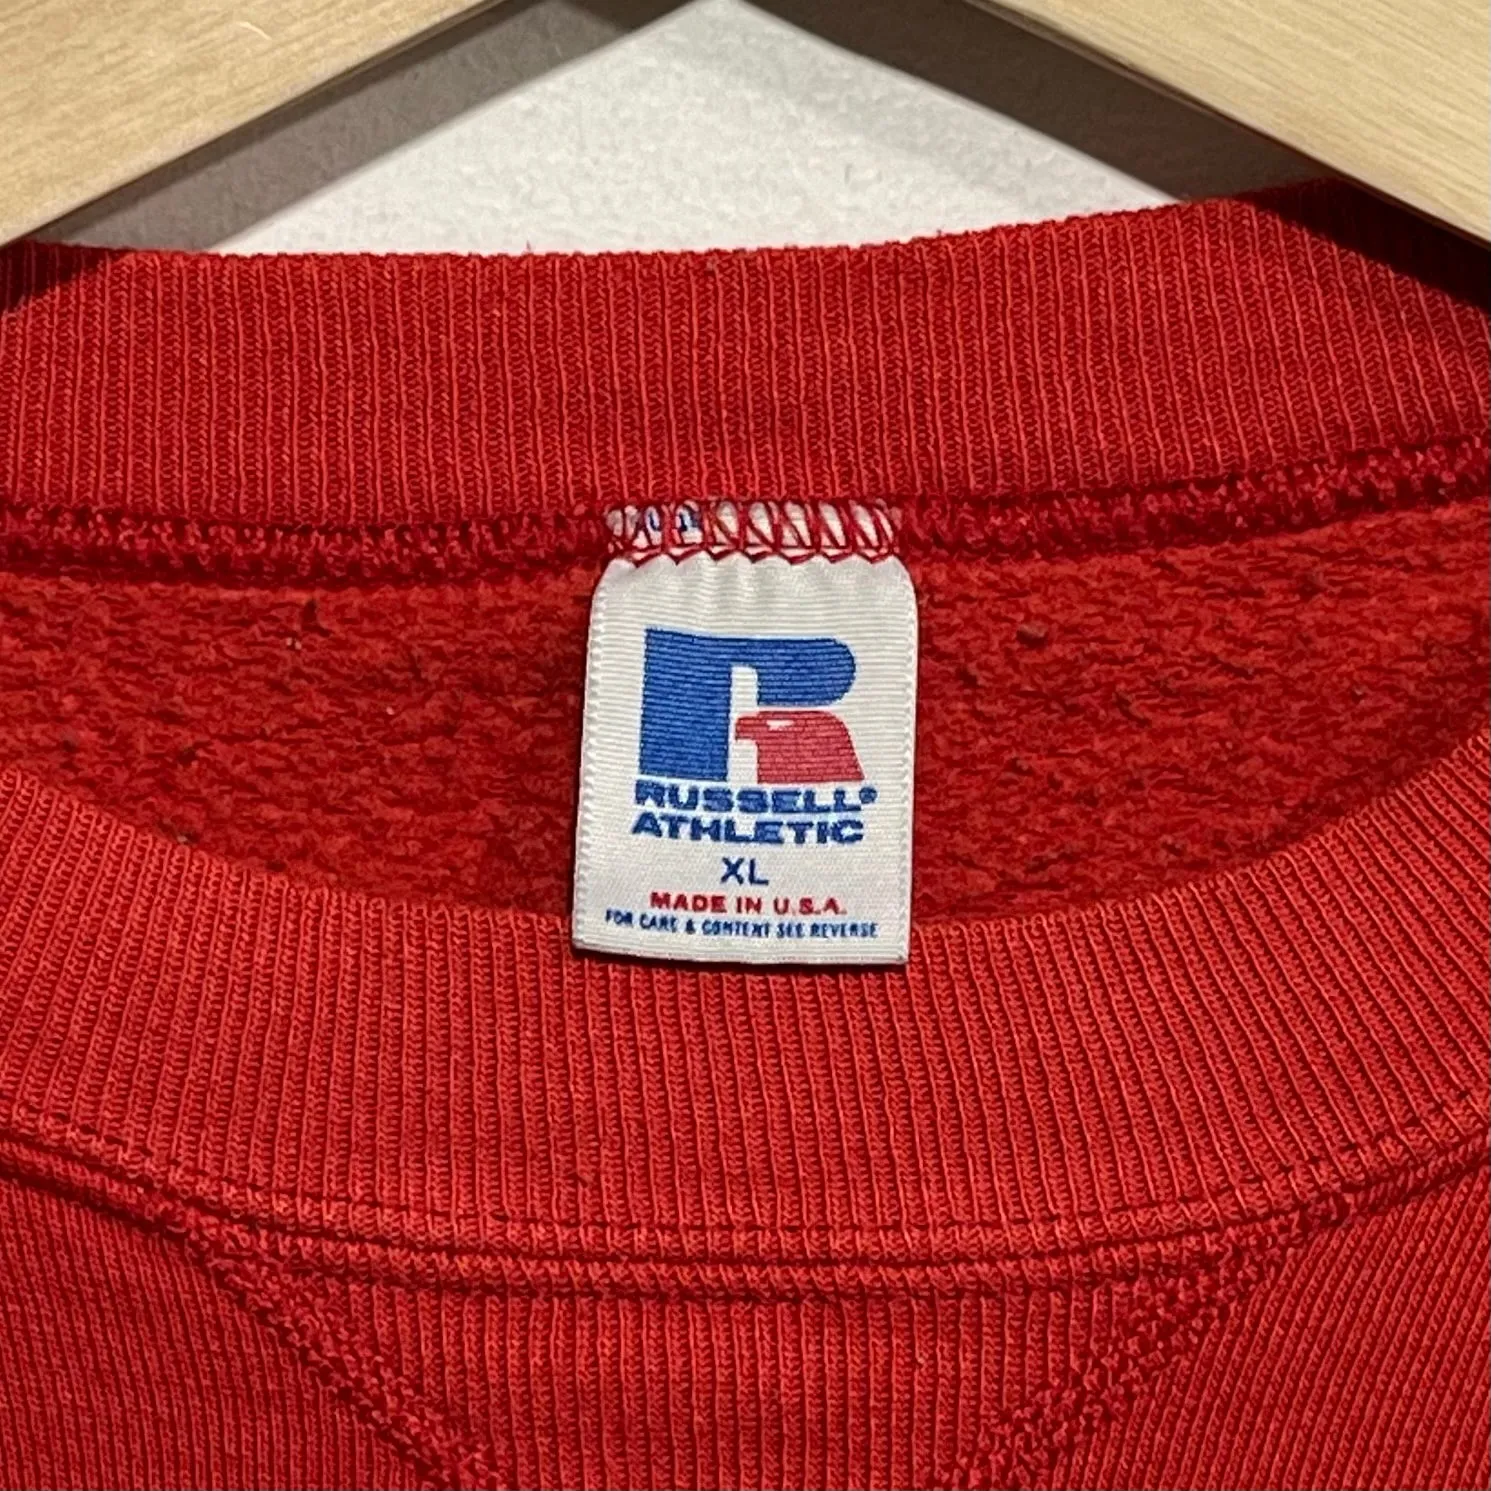 R
RUSSELL®
ATHLETIC
XL
MADE IN U.S.A.
FOR CARE & CONTENT SEE REVERSE